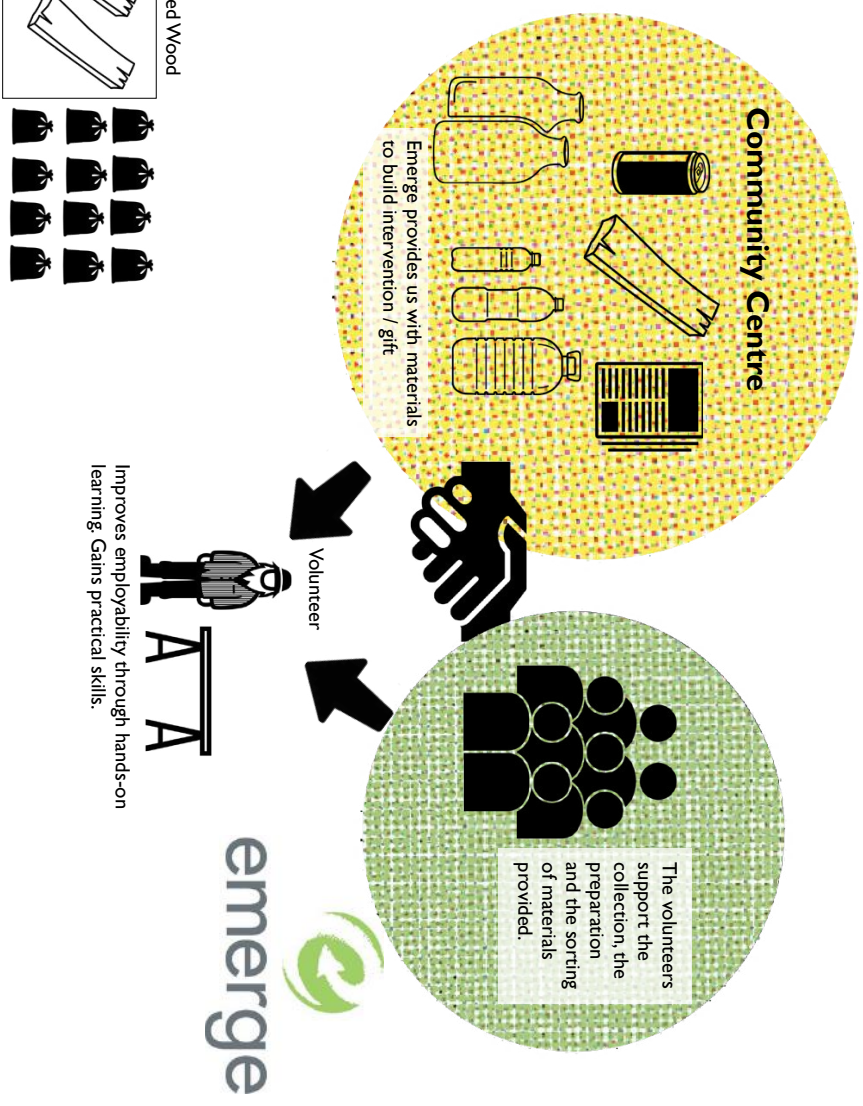 Community Centre
Emerge provides us with materials
to build intervention / gift
The volunteers
support the
collection, the
preparation
and the sorting
of materials
provided.
Volunteer
Improves employability through hands-on
learning. Gains practical skills.
ed Wood
emerge